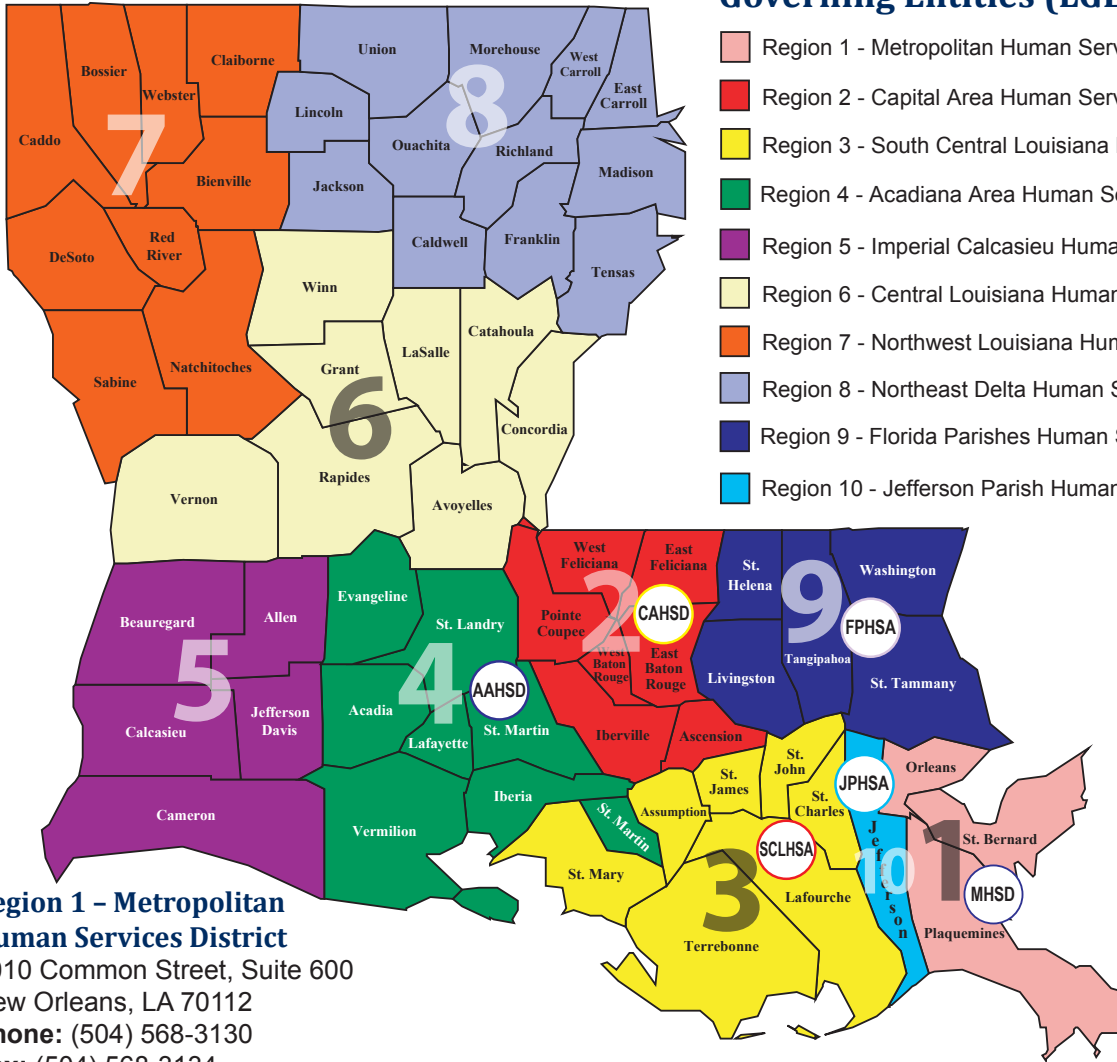 Governing Entities (LGE
Region 1 - Metropolitan Human Serv
Region 2 - Capital Area Human Serv
Region 3 - South Central Louisiana
Region 4 - Acadiana Area Human Se
Region 5 - Imperial Calcasieu Huma
Region 6 - Central Louisiana Human
Region 7 - Northwest Louisiana Hum
Region 8 - Northeast Delta Human S
Region 9 - Florida Parishes Human S
Region 10 - Jefferson Parish Human
Caddo
Bossier
Webster
Claiborne
7
Bienville
DeSoto
Red
River
Sabine
Natchitoches
Union
Morehouse
West
Carroll
East
Carroll
Lincoln
8
Ouachita
Richland
Madison
Jackson
Caldwell
Franklin
Tensas
Winn
Grant
LaSalle
Catahoula
6
Concordia
Rapides
Vernon
Avoyelles
Beauregard
Allen
5
Calcasieu
Jefferson
Davis
Cameron
Evangeline
St. Landry
4
AAHSD
Acadia
Lafayette
St. Martin
Iberia
Vermilion
St. Martin
West
Feliciana
East
Feliciana
2
CAHSD
Pointe
Coupee
West
Baton
Rouge
East
Baton
Rouge
Iberville
Ascension
St.
Helena
9
Washington
FPHSA
Tangipahoa
Livingston
St. Tammany
St.
James
St.
John
St.
Charles
Assumption
SCLHSA
St. Mary
3
Lafourche
Terrebonne
JPHSA
Jefferson
10
Orleans
1
St. Bernard
MHSD
Plaquemines
egion 1 – Metropolitan
uman Services District
010 Common Street, Suite 600
ew Orleans, LA 70112
hone: (504) 568-3130
(504) 568-3134